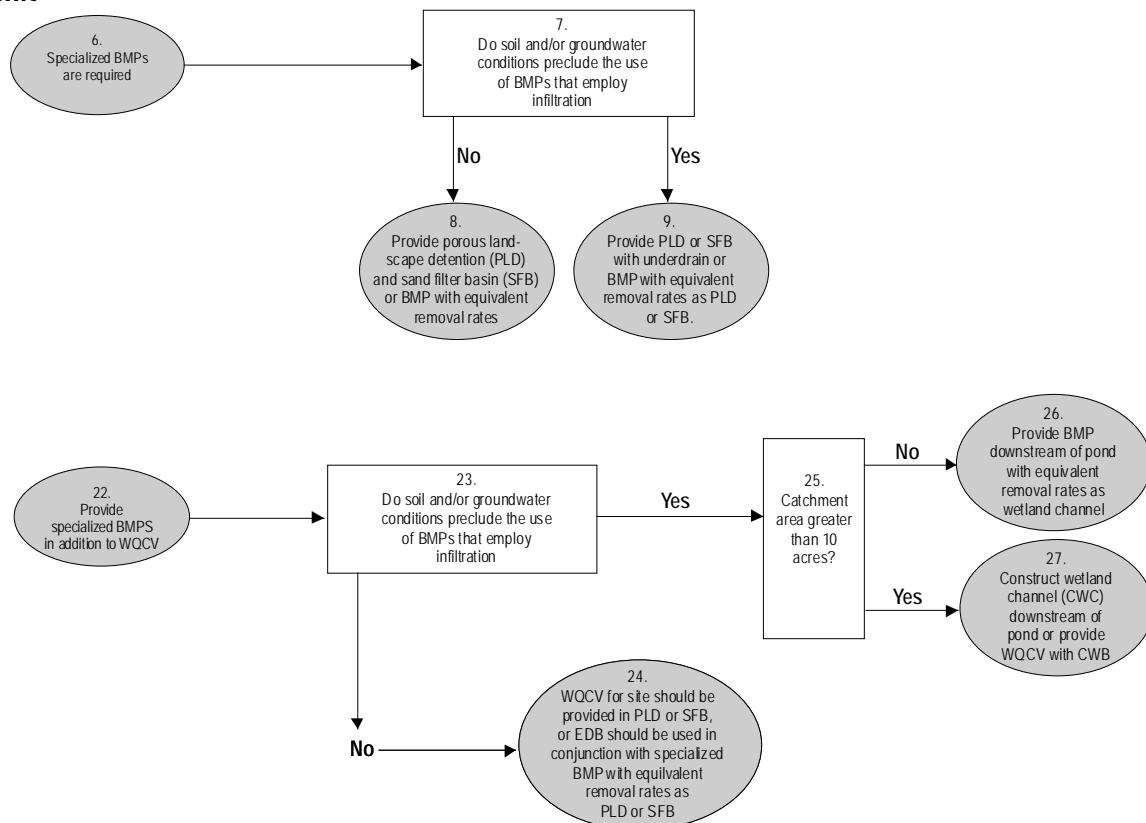 6.
Specialized BMPs
are required
7.
Do soil and/or groundwater
conditions preclude the use
of BMPs that employ
infiltration
No
Yes
8.
Provide porous land-
scape detention (PLD)
and sand filter basin (SFB)
or BMP with equivalent
removal rates
9.
Provide PLD or SFB
with underdrain or
BMP with equivalent
removal rates as PLD
or SFB.
22.
Provide
specialized BMPS
in addition to WQCV
23.
Do soil and/or groundwater
conditions preclude the use
of BMPs that employ
infiltration
Yes
25.
Catchment
area greater
than 10
acres?
No
26.
Provide BMP
downstream of pond
with equivalent
removal rates as
wetland channel
Yes
27.
Construct wetland
channel (CWC)
downstream of
pond or provide
WQCV with CWB
No
24.
WQCV for site should be
provided in PLD or SFB,
or EDB should be used in
conjunction with specialized
BMP with equilvalent
removal rates as
PLD or SFB